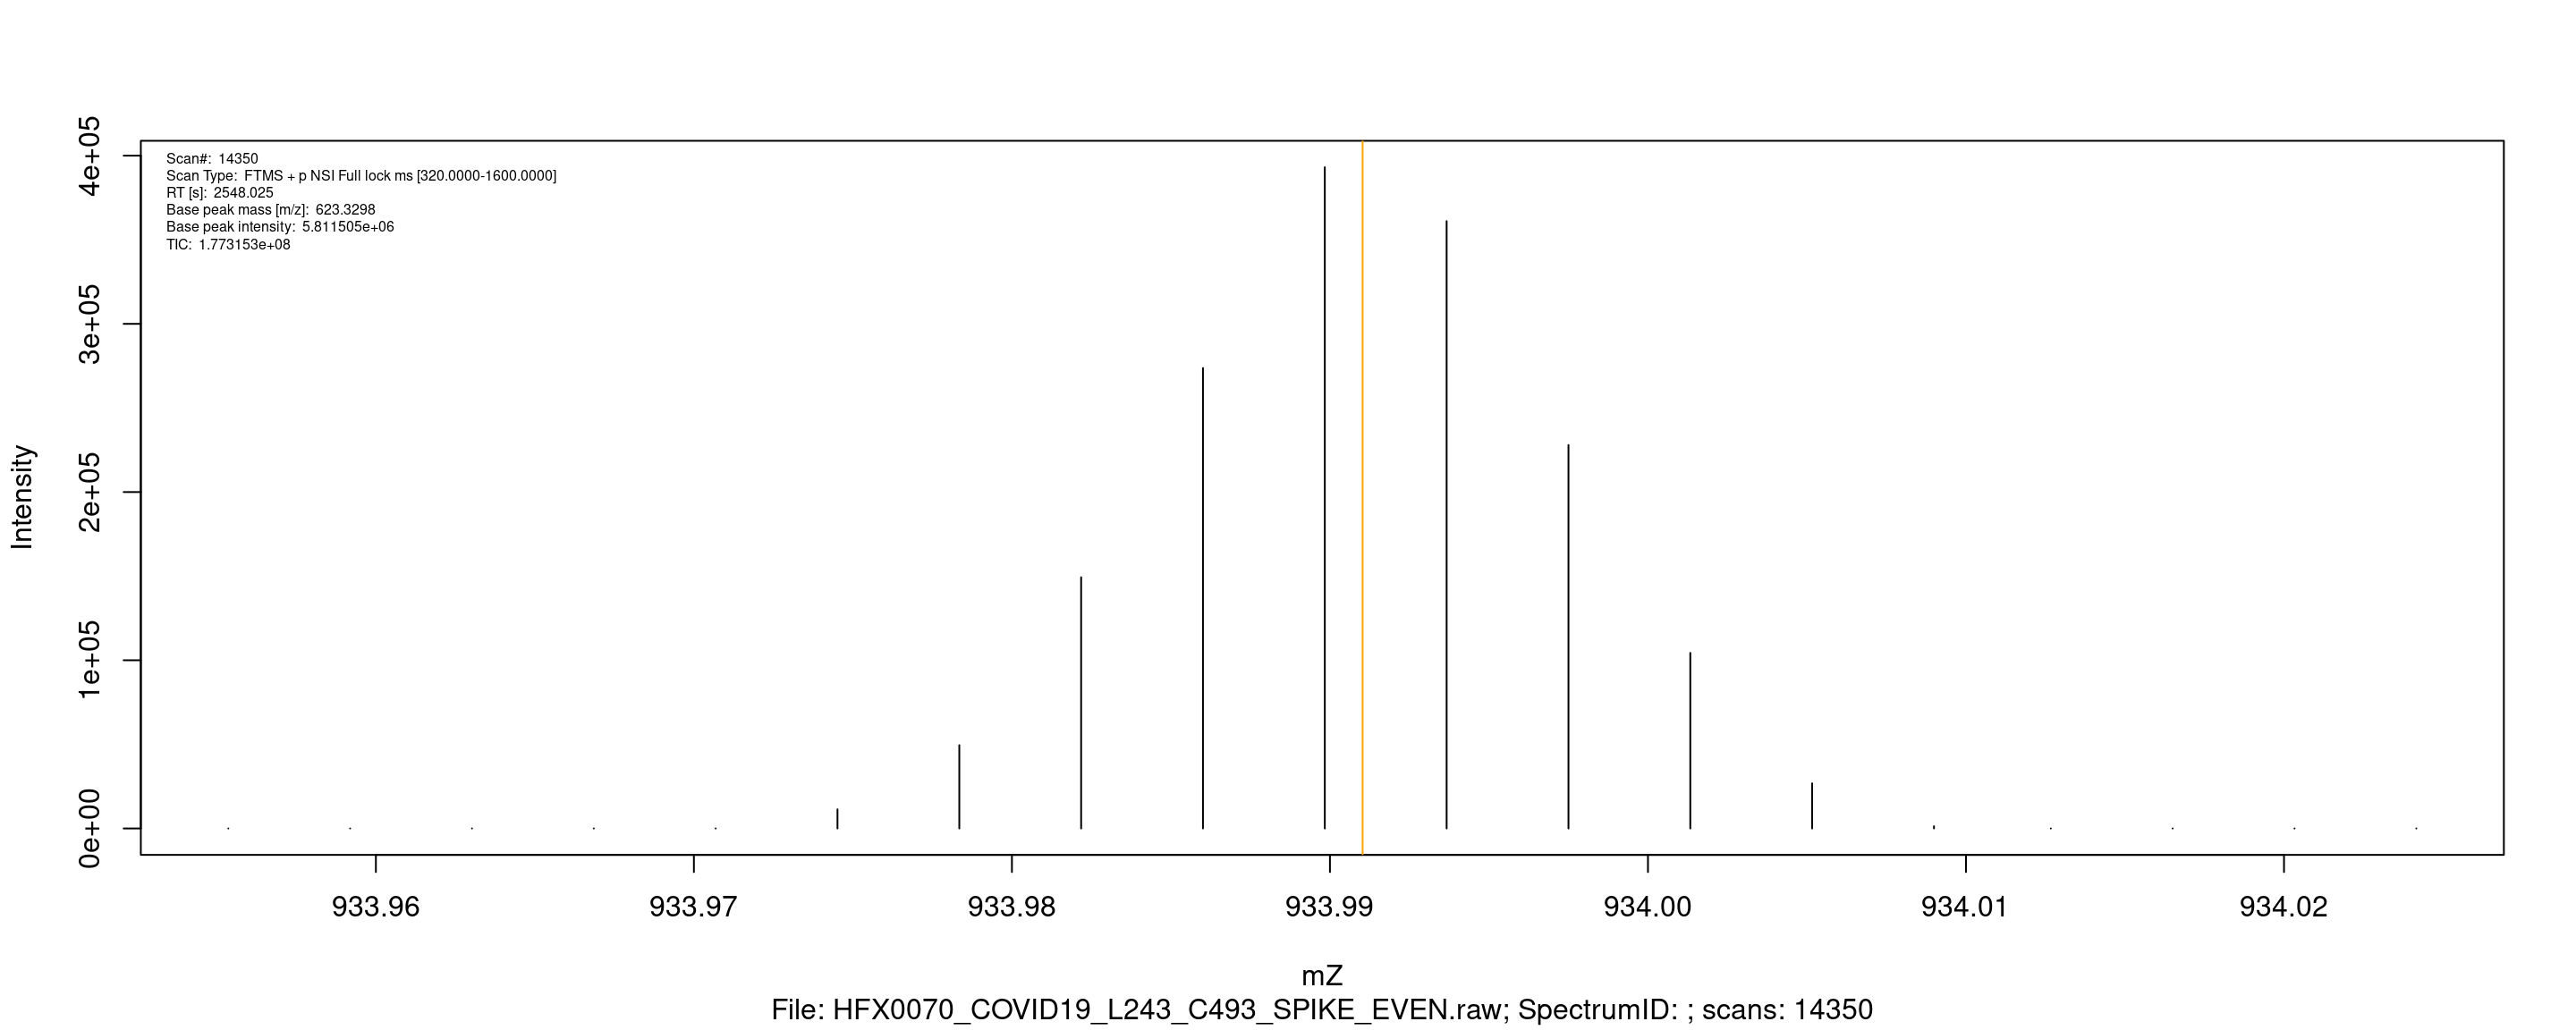 Scan#: 14350
Scan Type: FTMS + p NSI Full lock ms [320.0000-1600.0000]
RT [s]: 2548.025
Base peak mass [m/z]: 623.3298
Base peak intensity: 5.811505e+06
TIC: 1.773153e+08
4e+05
3e+05
2e+05
1e+05
0e+00
Intensity
933.96 933.97 933.98 933.99 934.00 934.01 934.02
mZ
File: HFX0070_COVID19_L243_C493_SPIKE_EVEN.raw; SpectrumID: ; scans: 14350